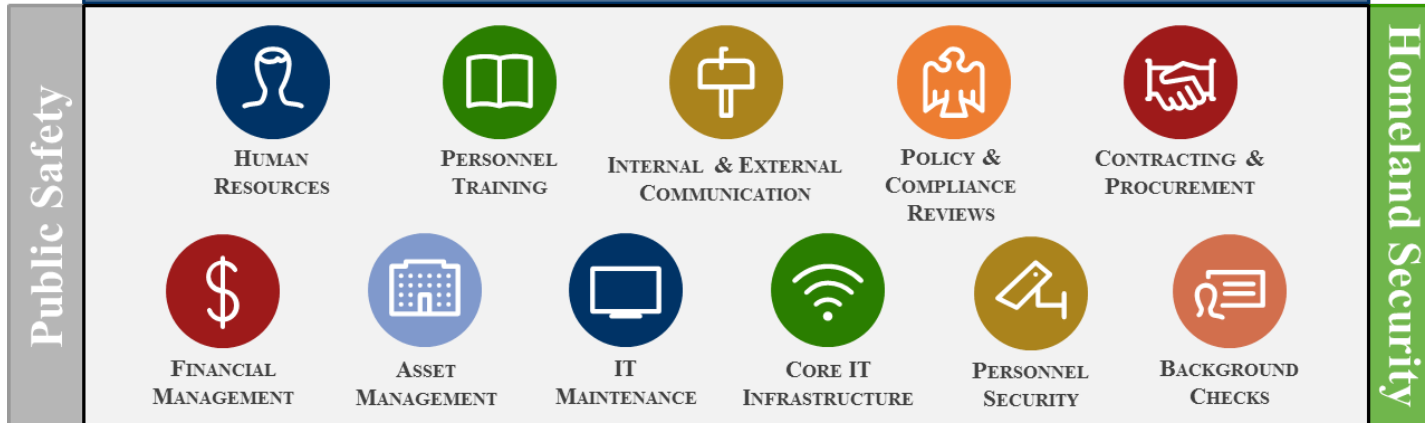 Public Safety
HUMAN
RESOURCES
PERSONNEL
TRAINING
INTERNAL & EXTERNAL
COMMUNICATION
POLICY &
COMPLIANCE
REVIEWS
CONTRACTING &
PROCUREMENT
FINANCIAL
MANAGEMENT
ASSET
MANAGEMENT
IT
MAINTENANCE
CORE IT
INFRASTRUCTURE
PERSONNEL
SECURITY
BACKGROUND
CHECKS
Homeland Security